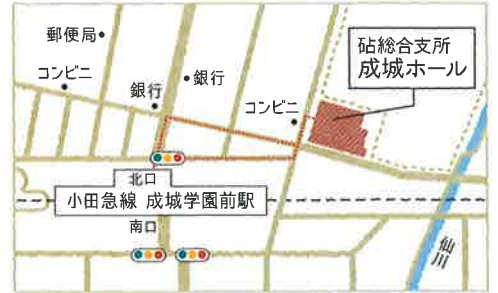 郵便局
コンビニ
銀行
銀行
コンビニ
砧総合支所
成城ホール
北口
小田急線 成城学園前駅
南口
仙川